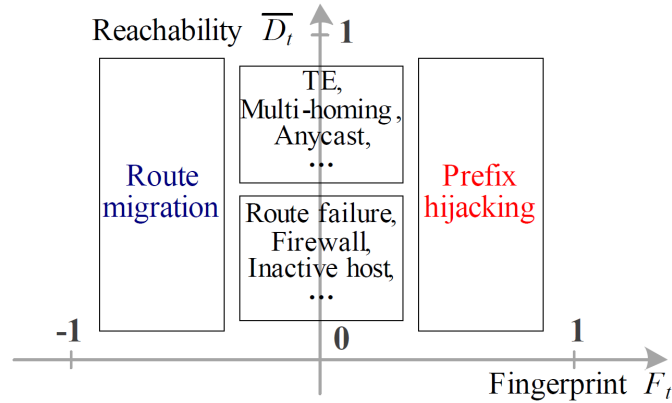 Reachability D̅t 1
TE,
Multi-homing,
Anycast,
...
Route
migration
Prefix
hijacking
Route failure,
Firewall,
Inactive host,
...
-1 0 1
Fingerprint Ft